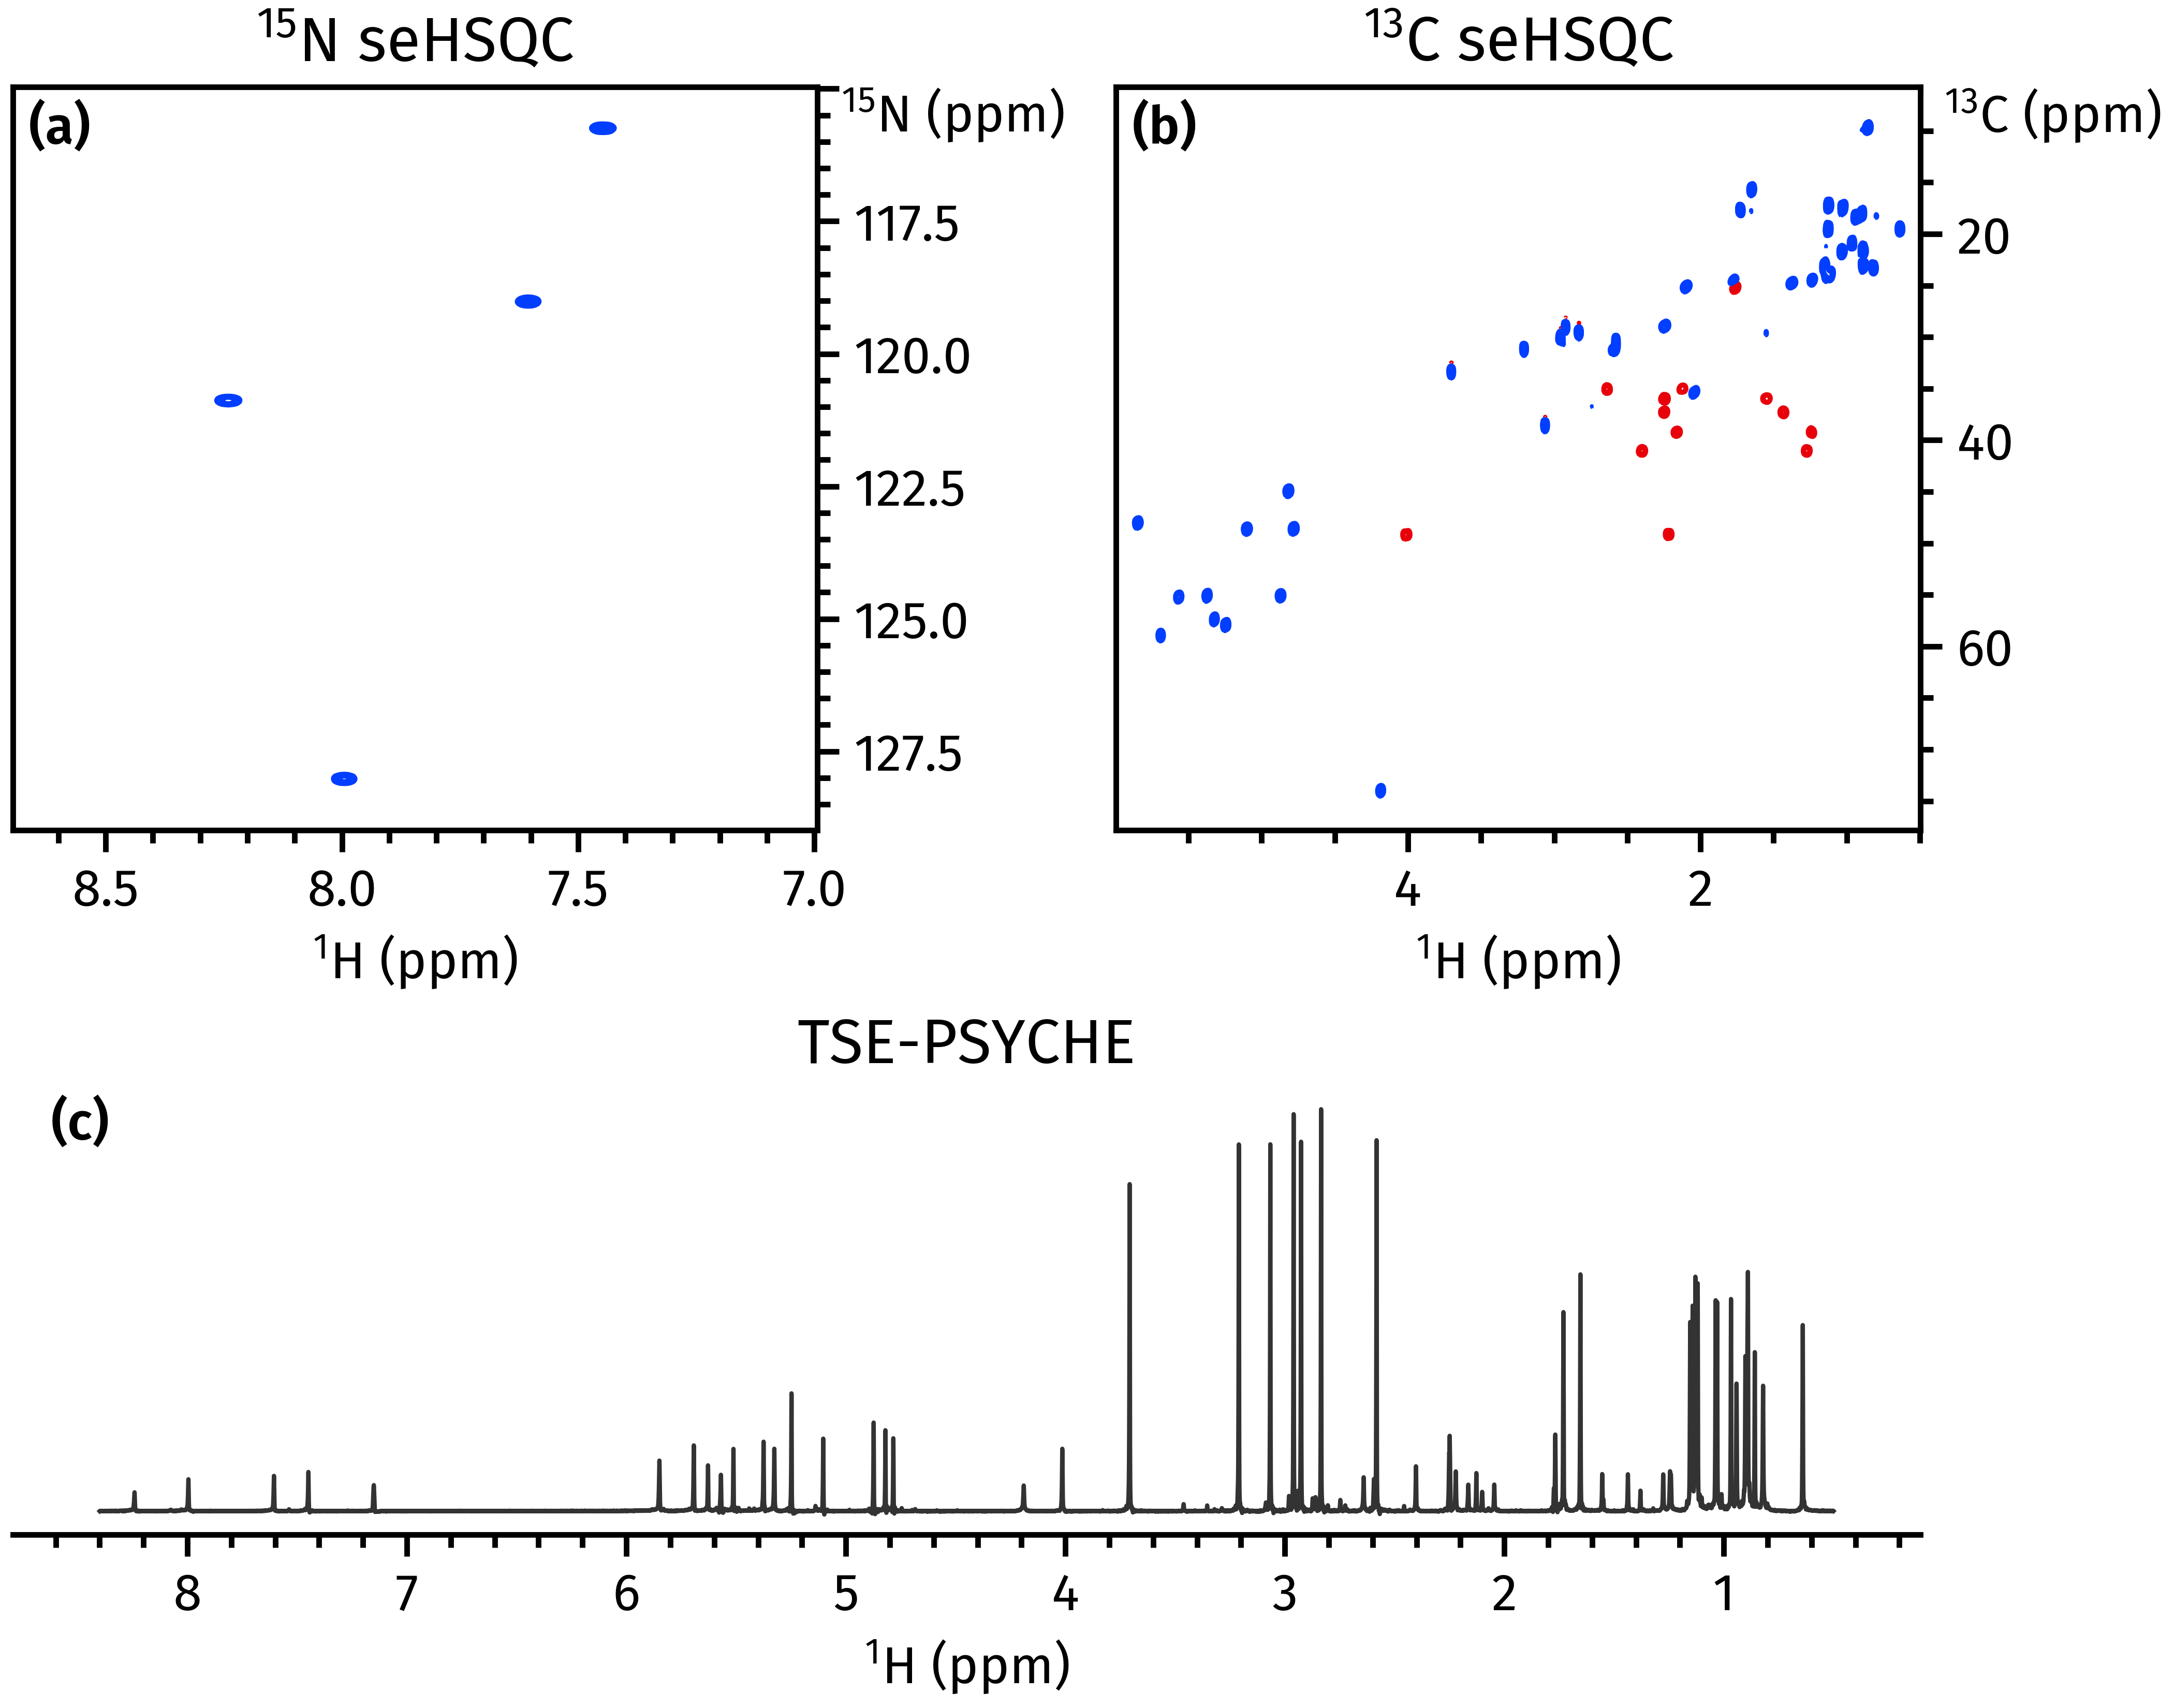 ¹⁵N seHSQC
¹³C seHSQC
(a)
¹⁵N (ppm)
117.5
120.0
122.5
125.0
127.5
8.5 8.0 7.5 7.0
¹H (ppm)
(b)
¹³C (ppm)
20
40
60
4 2
¹H (ppm)
TSE-PSYCHE
(c)
8 7 6 5 4 3 2 1
¹H (ppm)